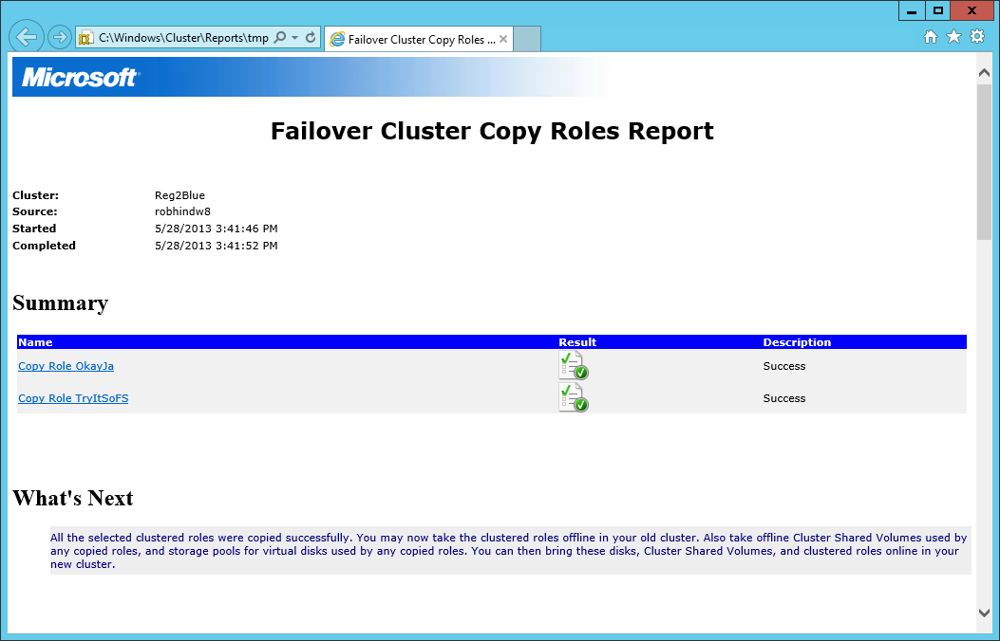 C:\Windows\Cluster\Reports\tmp
Failover Cluster Copy Roles ...
Microsoft
Failover Cluster Copy Roles Report
Cluster: Reg2Blue
Source: robhindw8
Started 5/28/2013 3:41:46 PM
Completed 5/28/2013 3:41:52 PM
Summary
Name Result Description
Copy Role OkayJa Success
Copy Role TryItSoFS Success
What's Next
All the selected clustered roles were copied successfully. You may now take the clustered roles offline in your old cluster. Also take offline Cluster Shared Volumes used by
any copied roles, and storage pools for virtual disks used by any copied roles. You can then bring these disks, Cluster Shared Volumes, and clustered roles online in your
new cluster.